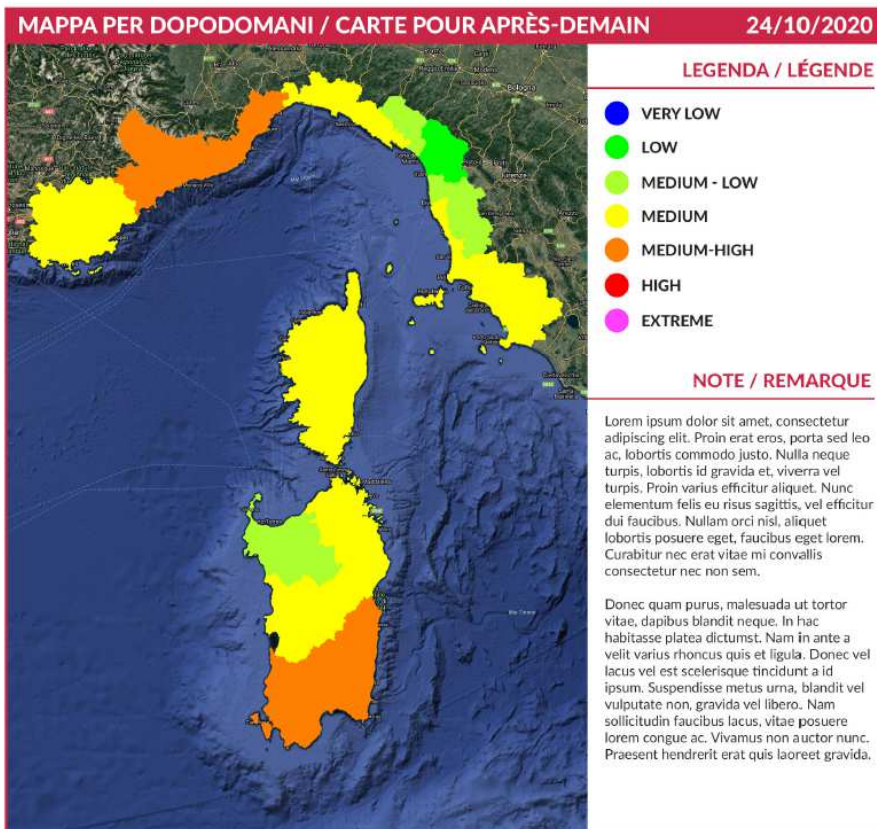 MAPPA PER DOPODOMANI / CARTE POUR APRÈS-DEMAIN 24/10/2020
LEGENDA / LÉGENDE
VERY LOW
LOW
MEDIUM - LOW
MEDIUM
MEDIUM-HIGH
HIGH
EXTREME
NOTE / REMARQUE
Lorem ipsum dolor sit amet, consectetur
adipiscing elit. Proin erat eros, porta sed leo
ac, lobortis commodo justo. Nulla neque
turpis, lobortis id gravida et, viverra vel
turpis. Proin varius efficitur aliquet. Nunc
elementum felis eu risus sagittis, vel efficitur
dui faucibus. Nullam orci nisl, aliquet
lobortis posuere eget, faucibus eget lorem.
Curabitur nec erat vitae mi convallis
consectetur nec non sem.
Donec quam purus, malesuada ut tortor
vitae, dapibus blandit neque. In hac
habitasse platea dictumst. Nam in ante a
velit varius rhoncus quis et ligula. Donec vel
lacus vel est scelerisque tincidunt a id
ipsum. Suspendisse metus urna, blandit vel
vulputate non, gravida vel libero. Nam
sollicitudin faucibus lacus, vitae posuere
lorem congue ac. Vivamus non auctor nunc.
Praesent hendrerit erat quis laoreet gravida.
Bologna